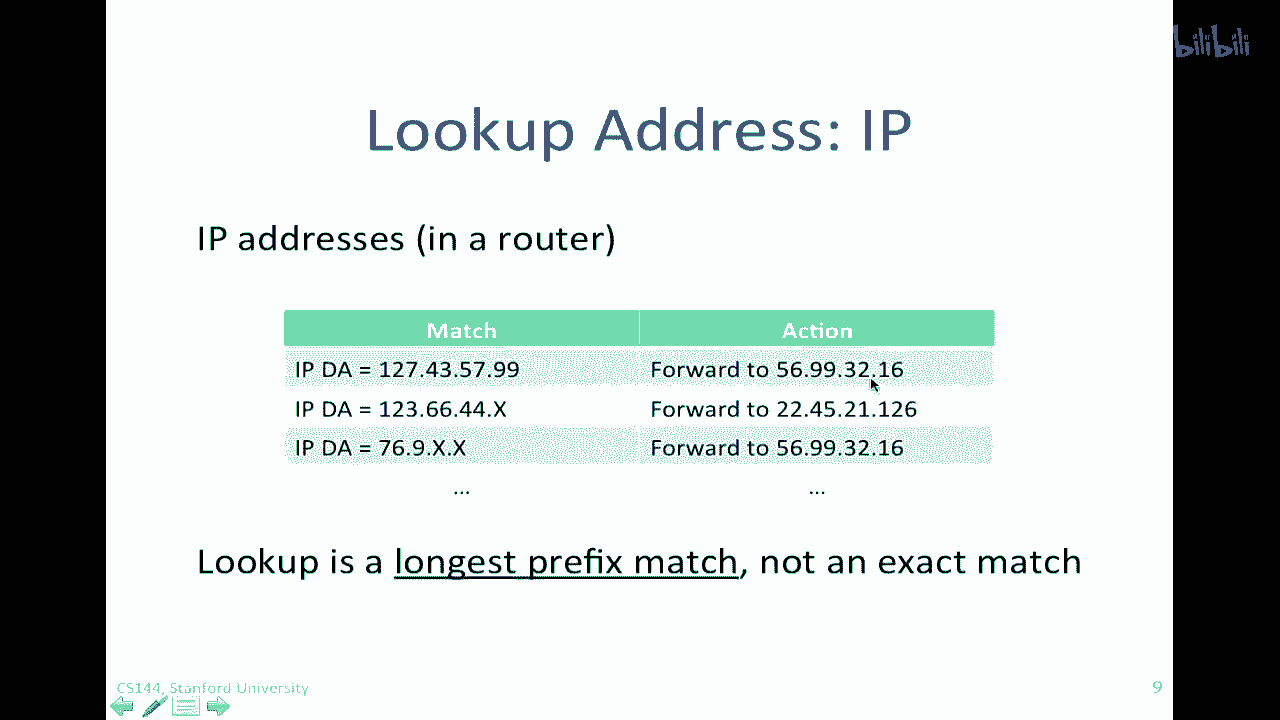 bilibili
Lookup Address: IP
IP addresses (in a router)
Match Action
IP DA = 127.43.57.99 Forward to 56.99.32.16
IP DA = 123.66.44.X Forward to 22.45.21.126
IP DA = 76.9.X.X Forward to 56.99.32.16
... ...
Lookup is a longest prefix match, not an exact match
CS144, Stanford University 9